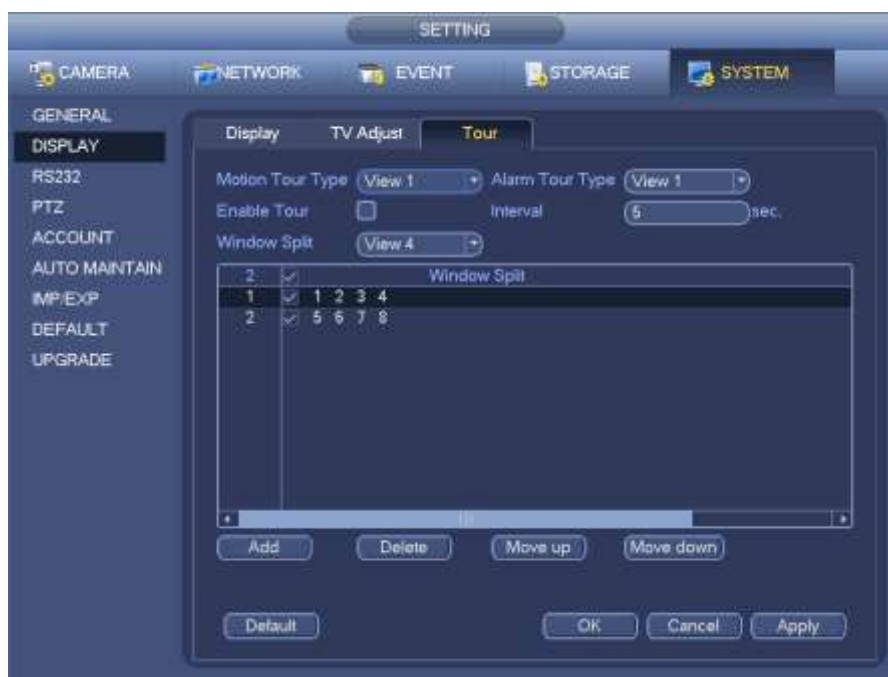 SETTING
CAMERA NETWORK EVENT STORAGE SYSTEM
GENERAL
DISPLAY
RS232
PTZ
ACCOUNT
AUTO MAINTAIN
IMP/EXP
DEFAULT
UPGRADE
Display TV Adjust Tour
Motion Tour Type View 1 Alarm Tour Type View 1
Enable Tour Interval 5 sec.
Window Split View 4
2 Window Split
1 1 2 3 4
2 5 6 7 8
Add Delete Move up Move down
Default OK Cancel Apply